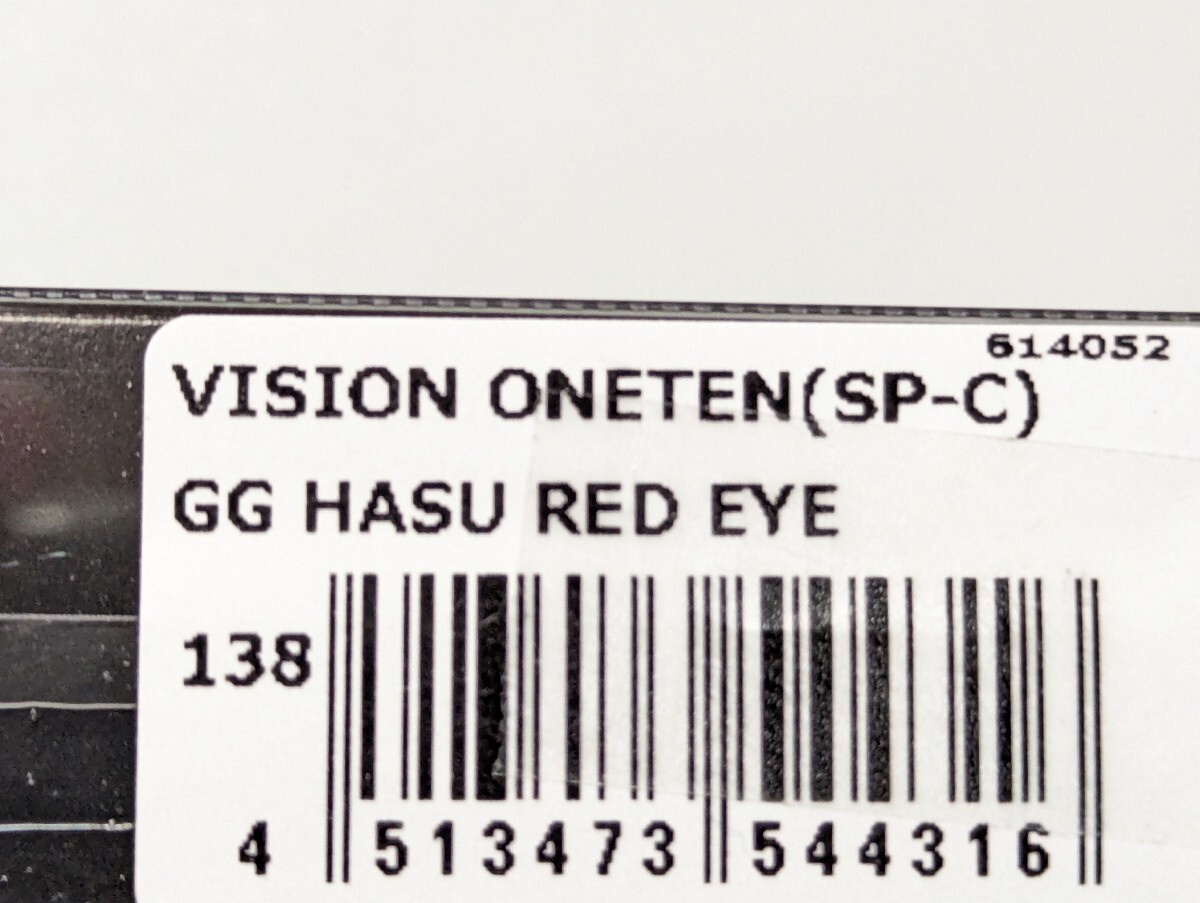 614052
VISION ONETEN(SP-C)
GG HASU RED EYE
138
4 513473 544316